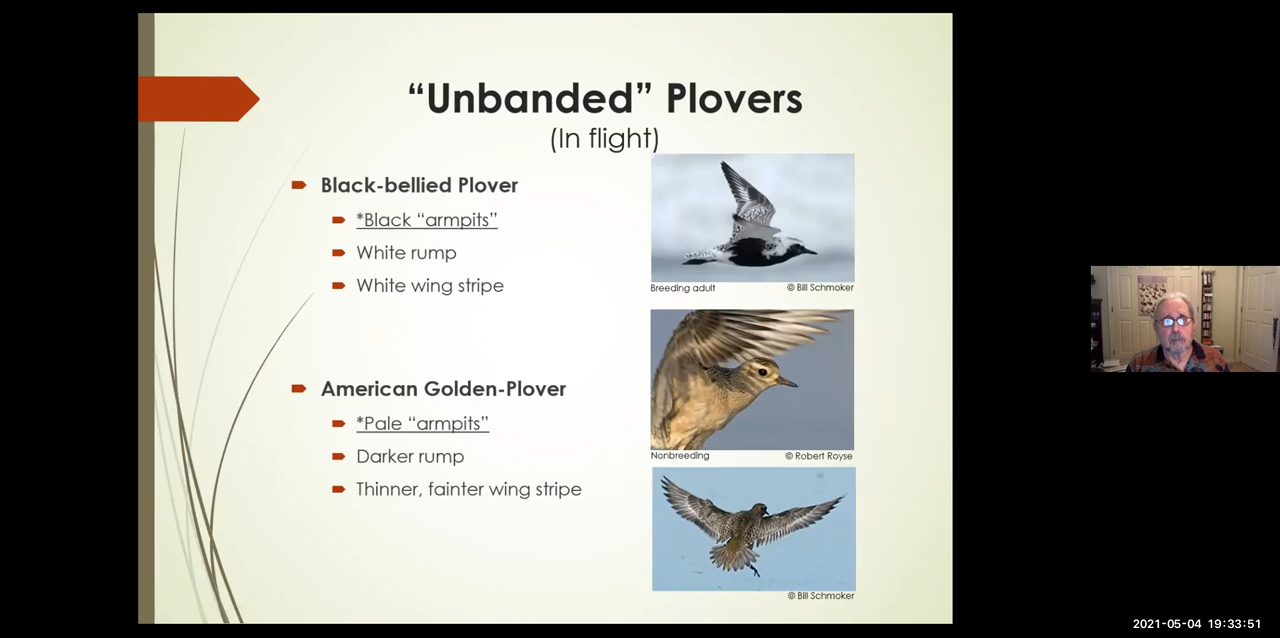 “Unbanded” Plovers
(In flight)
Black-bellied Plover
*Black “armpits”
White rump
White wing stripe
Breeding adult
© Bill Schmoker
American Golden-Plover
*Pale “armpits”
Darker rump
Thinner, fainter wing stripe
Nonbreeding
© Robert Royse
© Bill Schmoker
2021-05-04 19:33:51